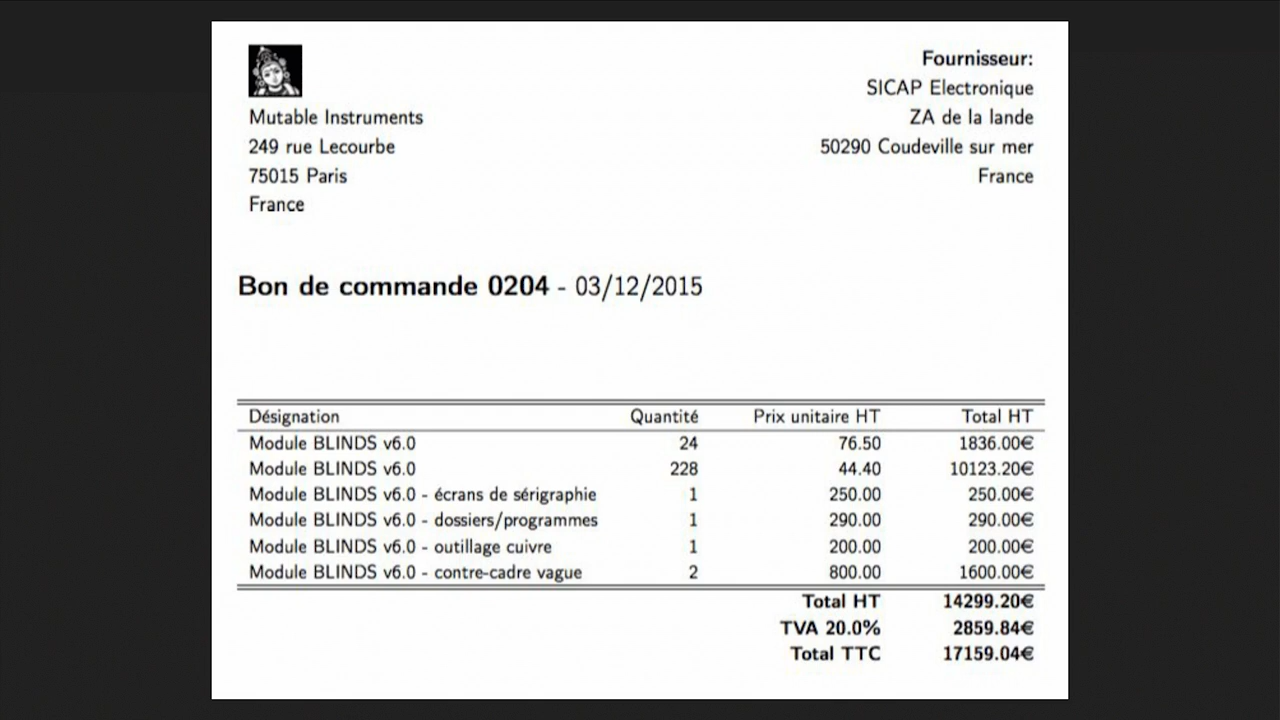 Mutable Instruments
249 rue Lecourbe
75015 Paris
France
Fournisseur:
SICAP Electronique
ZA de la lande
50290 Coudeville sur mer
France
Bon de commande 0204 - 03/12/2015
Désignation Quantité Prix unitaire HT Total HT
Module BLINDS v6.0 24 76.50 1836.00€
Module BLINDS v6.0 228 44.40 10123.20€
Module BLINDS v6.0 - écrans de sérigraphie 1 250.00 250.00€
Module BLINDS v6.0 - dossiers/programmes 1 290.00 290.00€
Module BLINDS v6.0 - outillage cuivre 1 200.00 200.00€
Module BLINDS v6.0 - contre-cadre vague 2 800.00 1600.00€
Total HT 14299.20€
TVA 20.0% 2859.84€
Total TTC 17159.04€